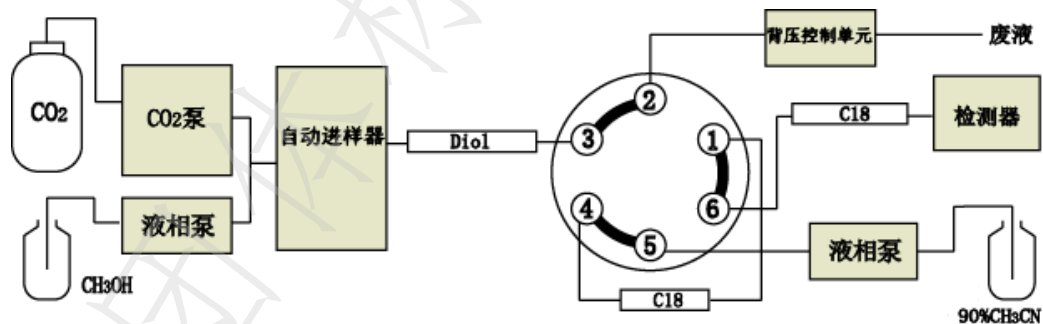 背压控制单元
废液
CO2
CO2泵
自动进样器
Diol
液相泵
CH3OH
②
③
①
④
⑥
⑤
C18
检测器
C18
液相泵
90%CH3CN